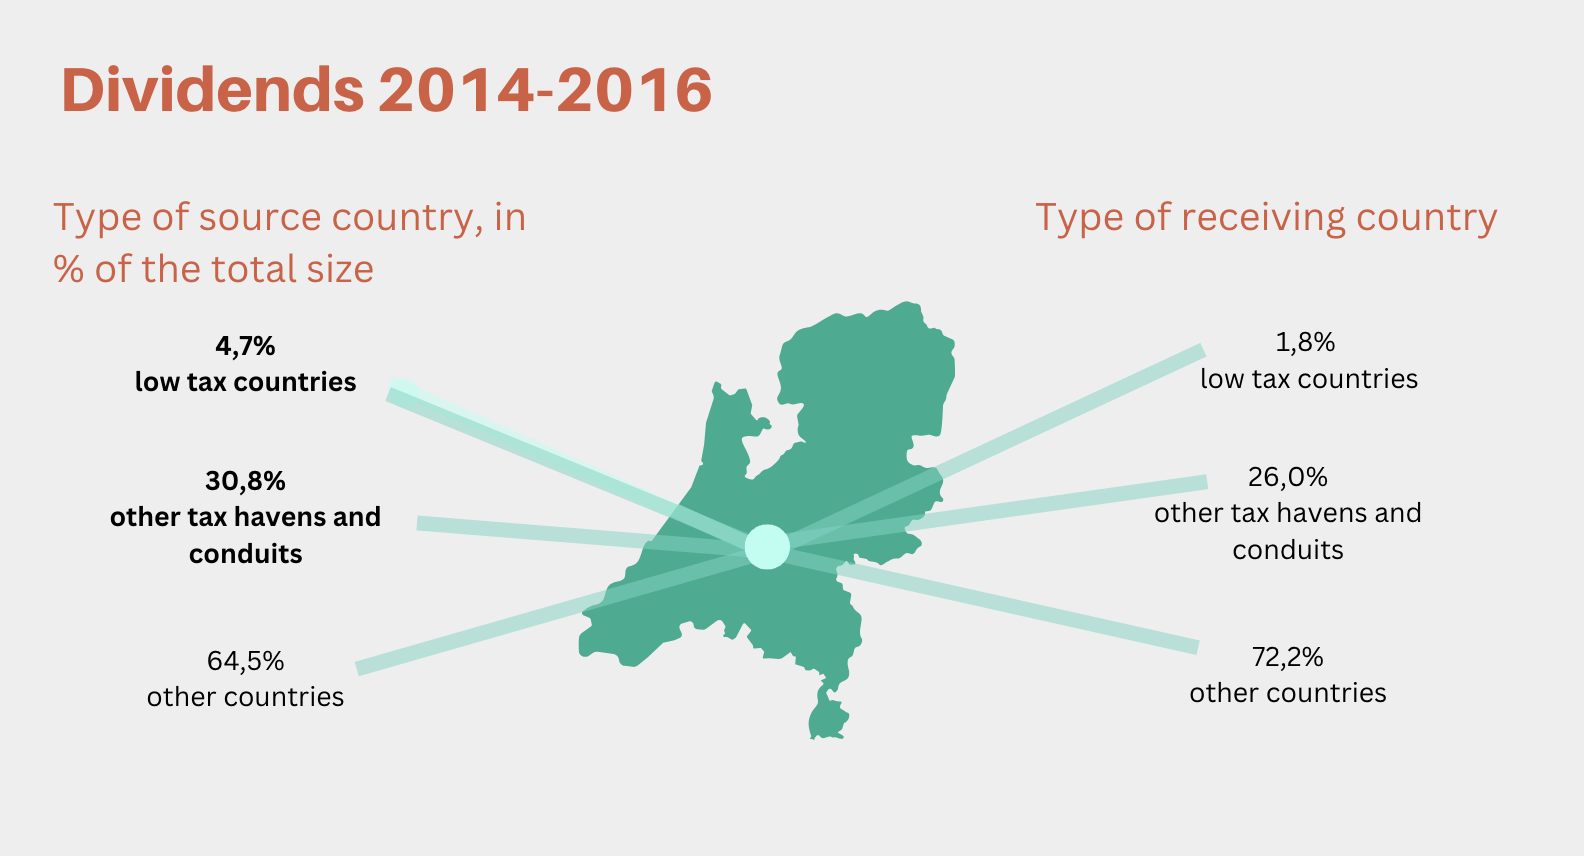 Dividends 2014-2016
Type of source country, in
% of the total size
4,7%
low tax countries
30,8%
other tax havens and
conduits
64,5%
other countries
Type of receiving country
1,8%
low tax countries
26,0%
other tax havens and
conduits
72,2%
other countries